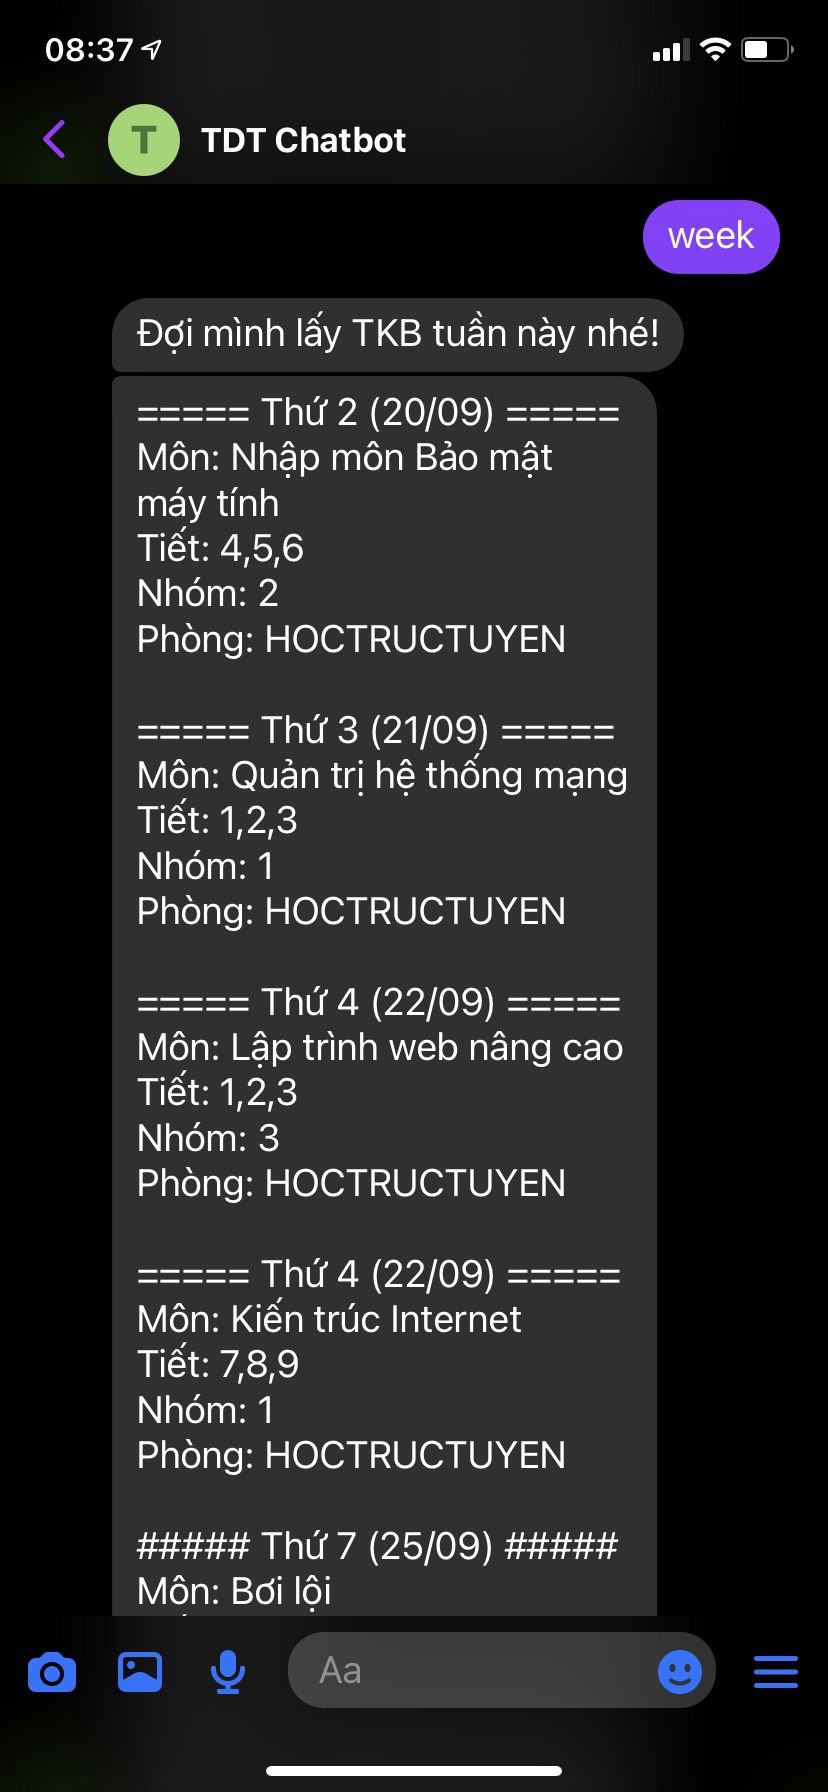 08:37
T
TDT Chatbot
week
Đợi mình lấy TKB tuần này nhé!
===== Thứ 2 (20/09) =====
Môn: Nhập môn Bảo mật
máy tính
Tiết: 4,5,6
Nhóm: 2
Phòng: HOCTRUCTUYEN
===== Thứ 3 (21/09) =====
Môn: Quản trị hệ thống mạng
Tiết: 1,2,3
Nhóm: 1
Phòng: HOCTRUCTUYEN
===== Thứ 4 (22/09) =====
Môn: Lập trình web nâng cao
Tiết: 1,2,3
Nhóm: 3
Phòng: HOCTRUCTUYEN
===== Thứ 4 (22/09) =====
Môn: Kiến trúc Internet
Tiết: 7,8,9
Nhóm: 1
Phòng: HOCTRUCTUYEN
##### Thứ 7 (25/09) #####
Môn: Bơi lội
Aa